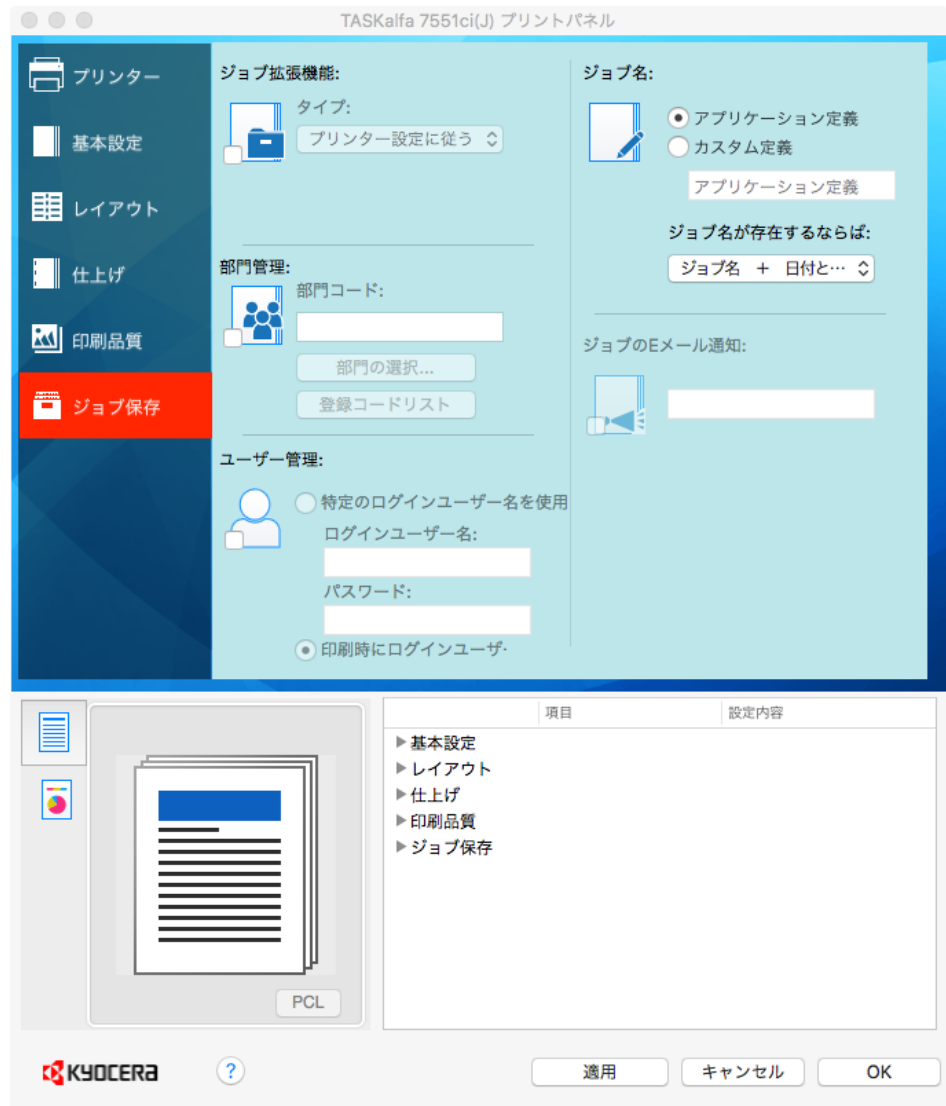 TASKalfa 7551ci(J) プリントパネル
プリンター
基本設定
レイアウト
仕上げ
印刷品質
ジョブ保存
ジョブ拡張機能:
タイプ:
プリンター設定に従う
部門管理:
部門コード:
部門の選択...
登録コードリスト
ユーザー管理:
特定のログインユーザー名を使用
ログインユーザー名:
パスワード:
印刷時にログインユーザ·
ジョブ名:
アプリケーション定義
カスタム定義
アプリケーション定義
ジョブ名が存在するならば:
ジョブ名 + 日付と…
ジョブのEメール通知:
PCL
項目 設定内容
基本設定
レイアウト
仕上げ
印刷品質
ジョブ保存
KYOCERA
?
適用 キャンセル OK